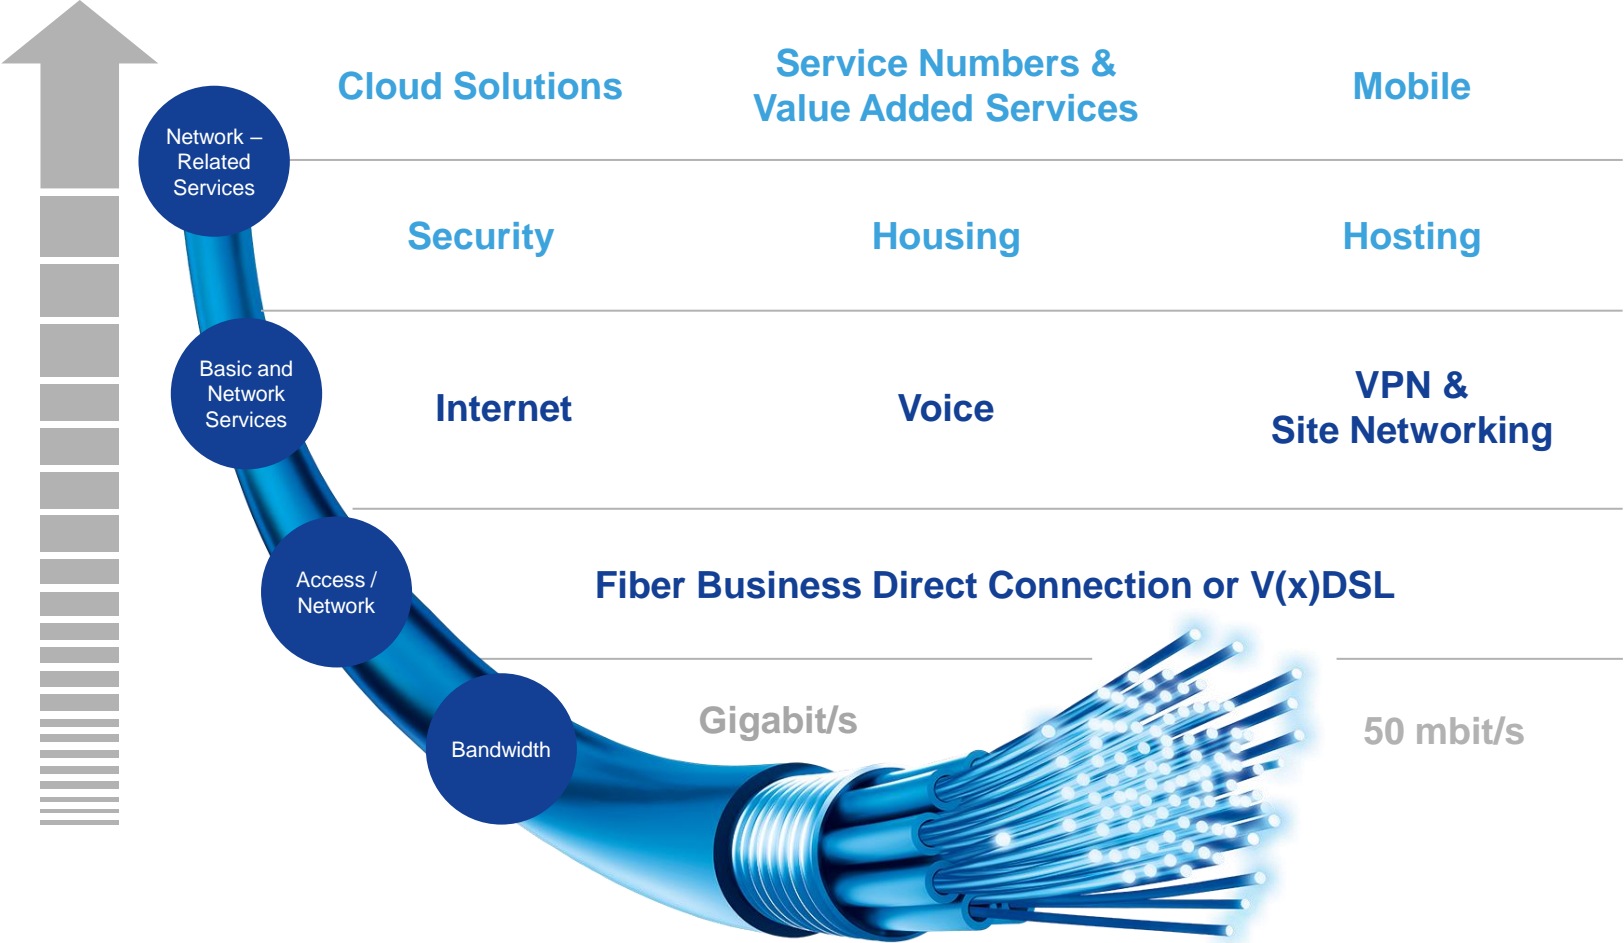 Cloud Solutions
Service Numbers &
Value Added Services
Mobile
Network –
Related
Services
Security
Housing
Hosting
Basic and
Network
Services
Internet
Voice
VPN &
Site Networking
Access /
Network
Fiber Business Direct Connection or V(x)DSL
Bandwidth
Gigabit/s
50 mbit/s